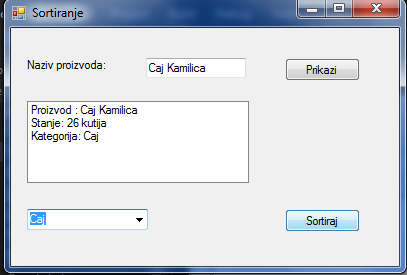 Sortiranje
Naziv proizvoda:
Caj Kamilica
Prikazi
Proizvod : Caj Kamilica
Stanje: 26 kutija
Kategorija: Caj
Caj
Sortiraj